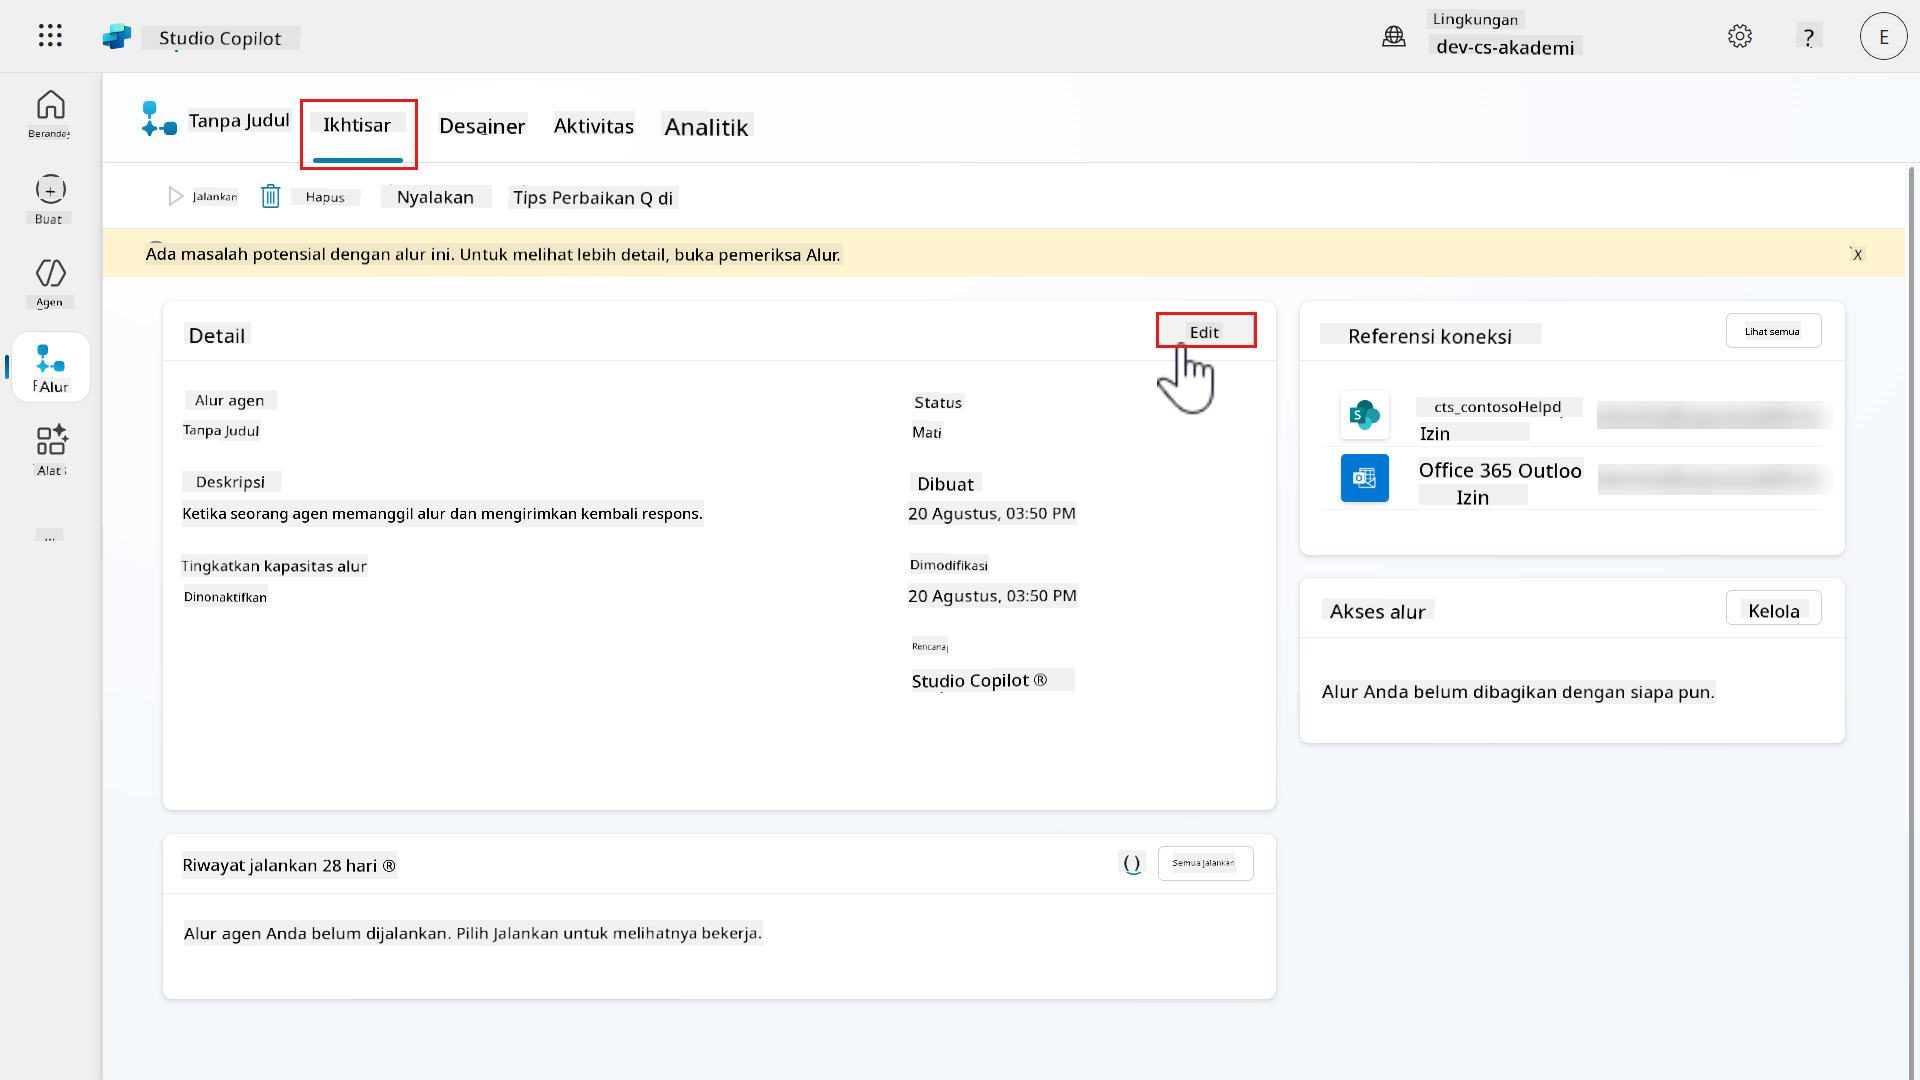 Studio Copilot
Lingkungan
dev-cs-akademi
?
E
Beranda
Buat
Agen
Alur
Alat
...
Tanpa Judul
Ikhtisar
Desainer
Aktivitas
Analitik
Jalankan
Hapus
Nyalakan
Tips Perbaikan Q di
Ada masalah potensial dengan alur ini. Untuk melihat lebih detail, buka pemeriksa Alur.
X
Detail
Edit
Alur agen
Tanpa Judul
Deskripsi
Ketika seorang agen memanggil alur dan mengirimkan kembali respons.
Tingkatkan kapasitas alur
Dinonaktifkan
Status
Mati
Dibuat
20 Agustus, 03:50 PM
Dimodifikasi
20 Agustus, 03:50 PM
Rencana
Studio Copilot ®
Referensi koneksi
Lihat semua
S
cts_contosoHelpd
Izin
Office 365 Outloo
Izin
Akses alur
Kelola
Alur Anda belum dibagikan dengan siapa pun.
Riwayat jalankan 28 hari ®
()
Semua jalankan
Alur agen Anda belum dijalankan. Pilih Jalankan untuk melihatnya bekerja.